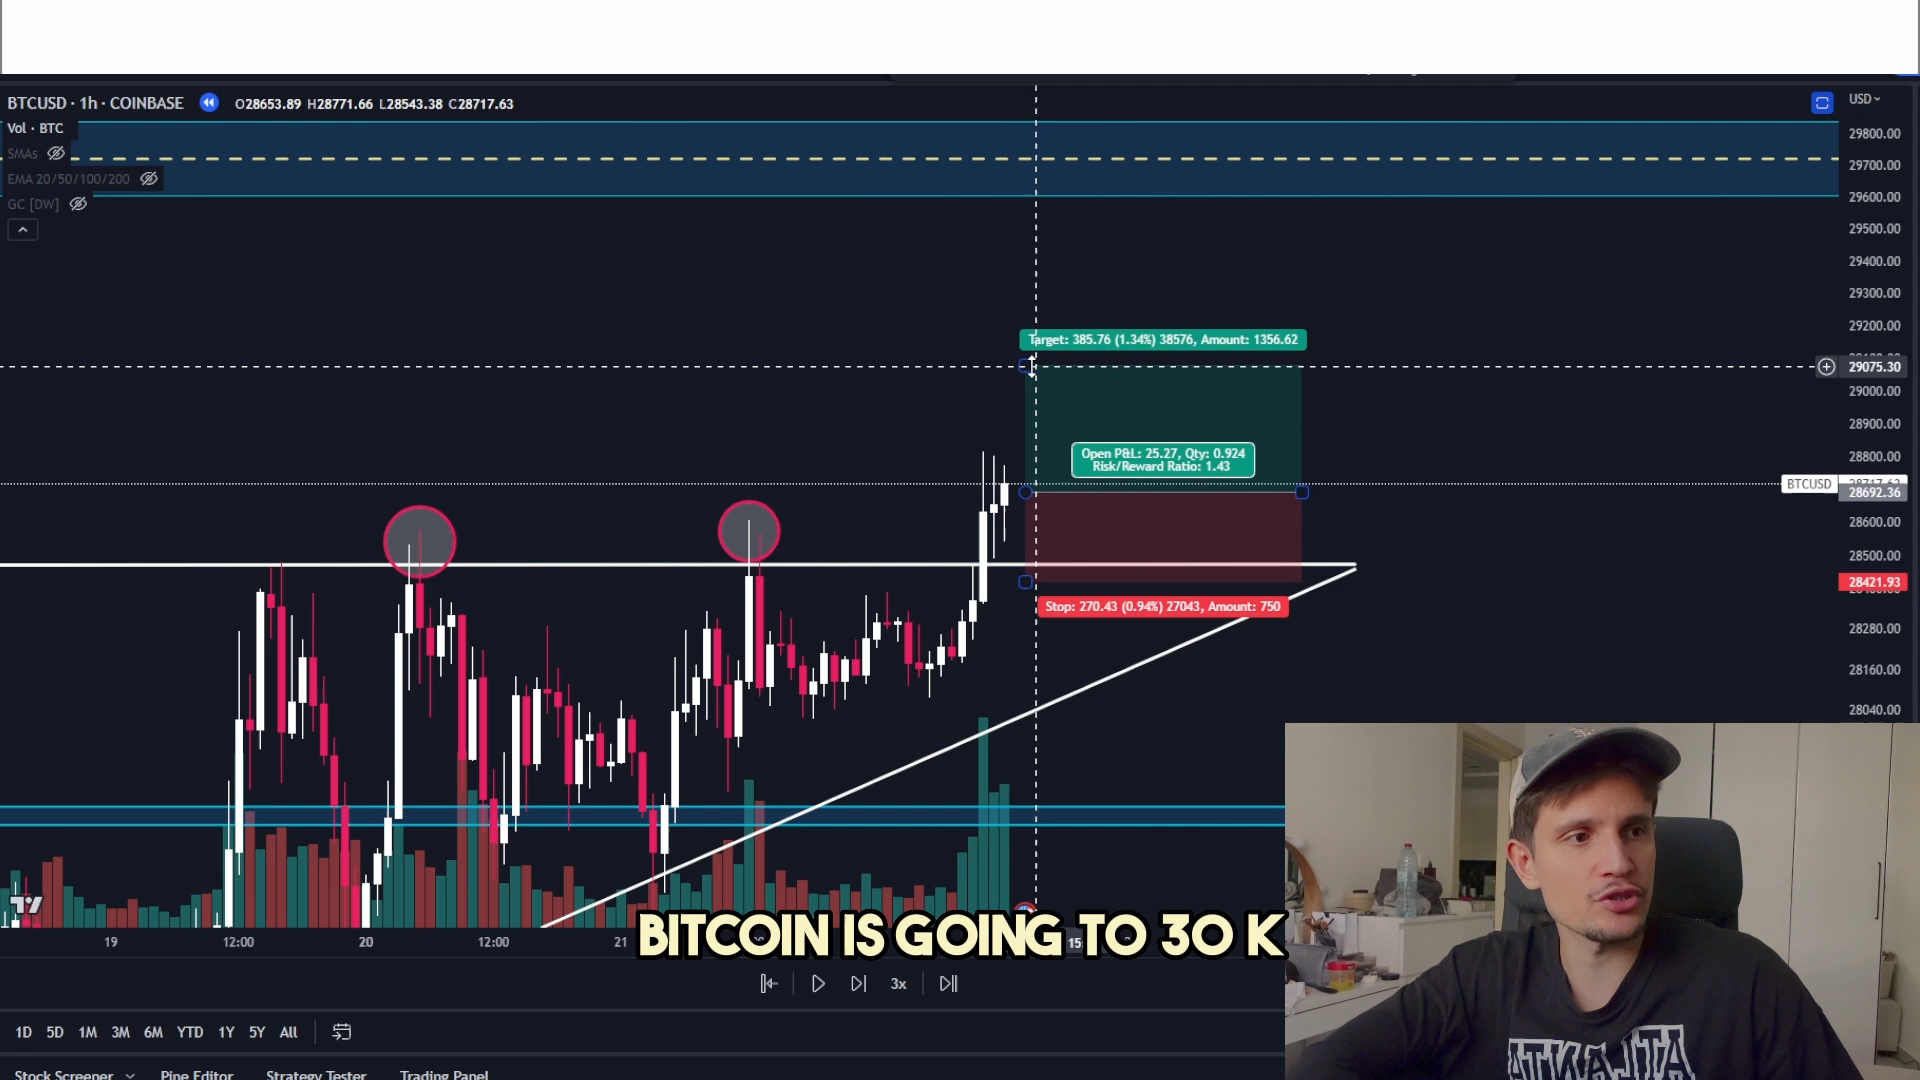 BTCUSD · 1h · COINBASE
O28653.89 H28771.66 L28543.38 C28717.63
USD
Vol · BTC
SMAs
EMA 20/50/100/200
GC [DW]
29800.00
29700.00
29600.00
29500.00
29400.00
29300.00
29200.00
Target: 385.76 (1.34%) 38576, Amount: 1356.62
29075.30
29000.00
28900.00
28800.00
Open P&L: 25.27, Qty: 0.924
Risk/Reward Ratio: 1.43
BTCUSD
28692.36
28600.00
28500.00
28421.93
Stop: 270.43 (0.94%) 27043, Amount: 750
28280.00
28160.00
28040.00
BITCOIN IS GOING TO 30 K
19 12:00 20 12:00 21
3x
1D 5D 1M 3M 6M YTD 1Y 5Y All
Stock Screener Pine Editor Strategy Tester Trading Panel